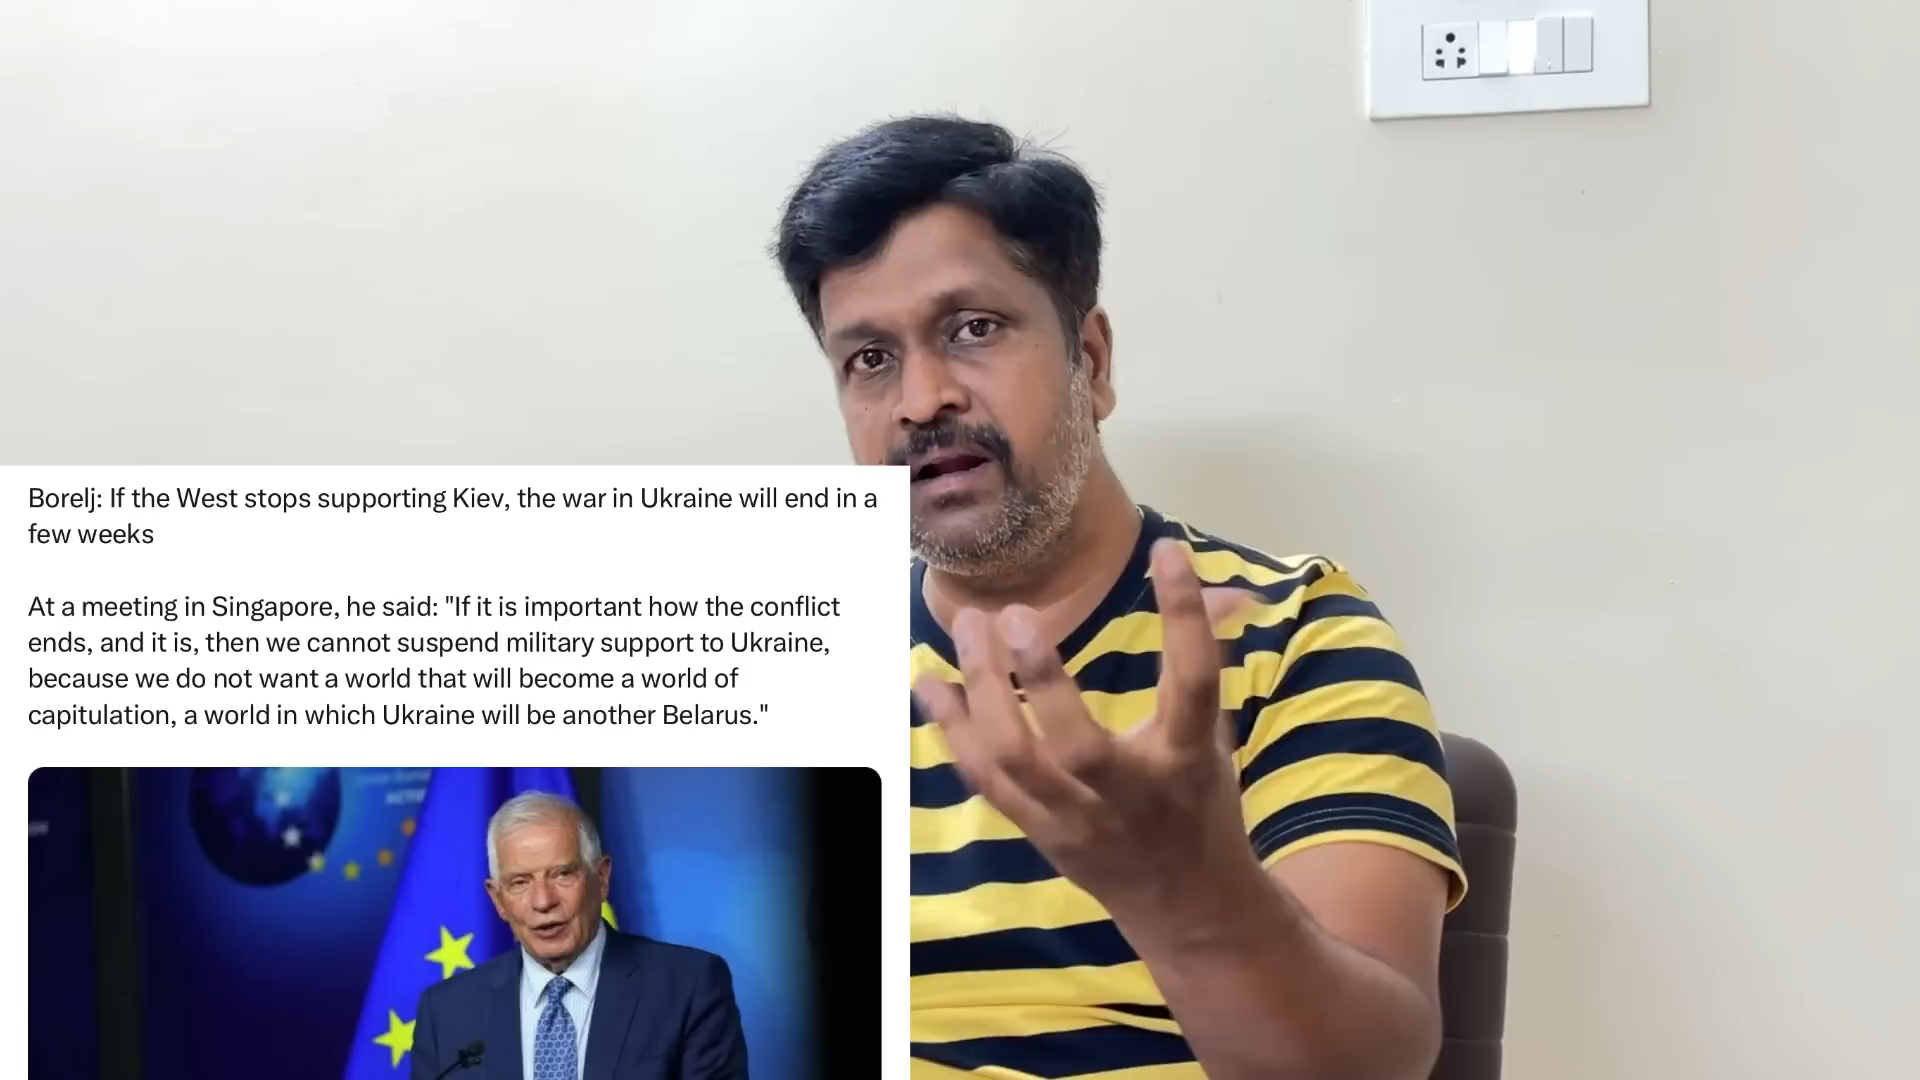 Borelj: If the West stops supporting Kiev, the war in Ukraine will end in a
few weeks
At a meeting in Singapore, he said: "If it is important how the conflict
ends, and it is, then we cannot suspend military support to Ukraine,
because we do not want a world that will become a world of
capitulation, a world in which Ukraine will be another Belarus."